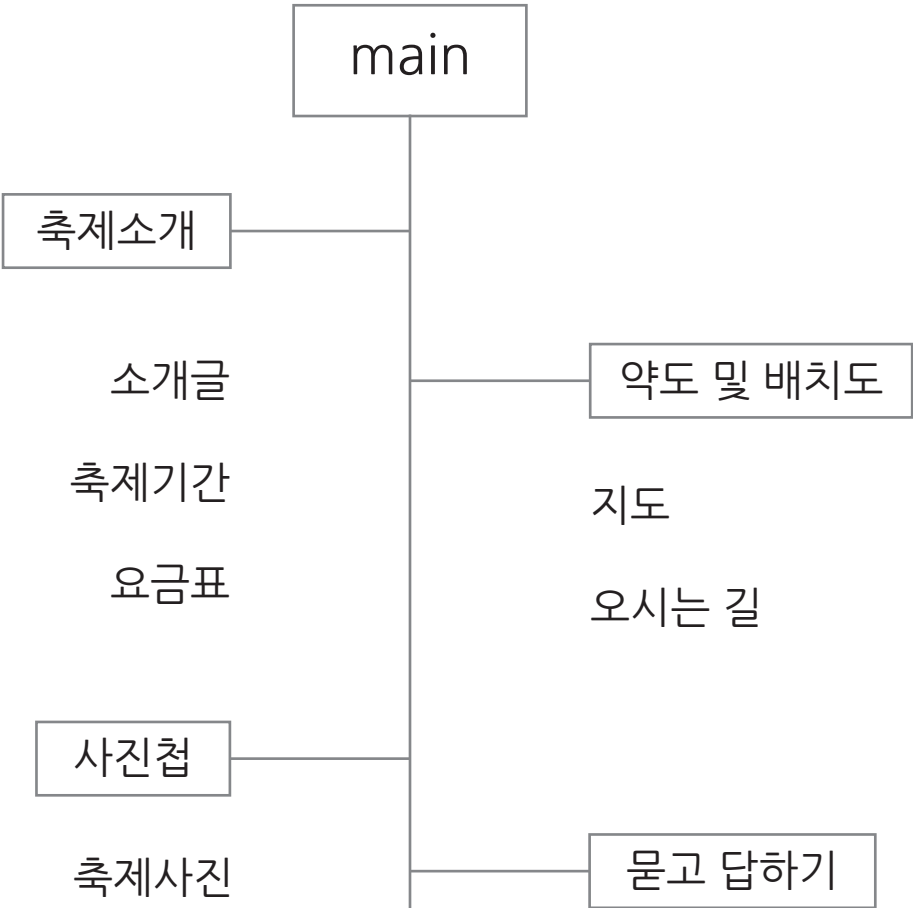 main
축제소개
소개글
축제기간
요금표
약도 및 배치도
지도
오시는 길
사진첩
축제사진
묻고 답하기